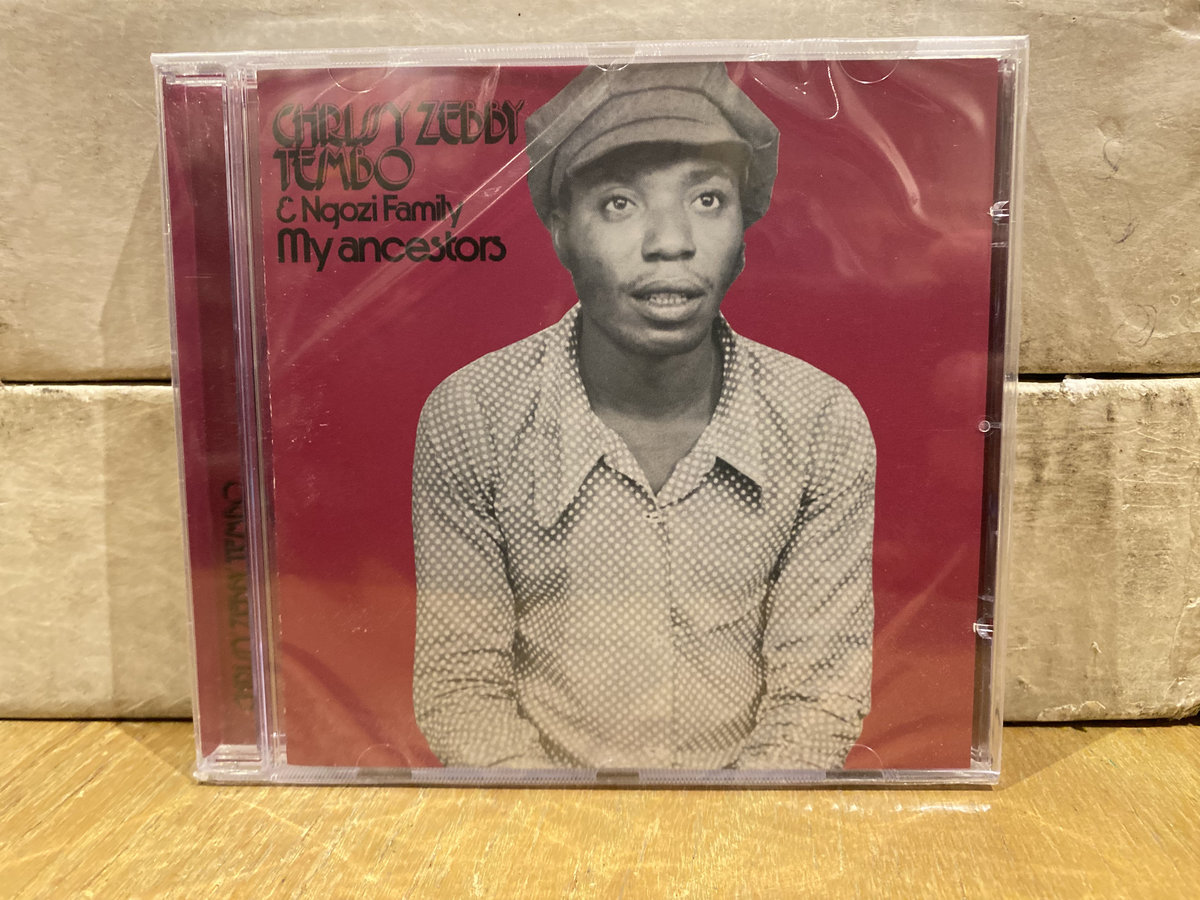 CHRISSY ZEBBY
TEMBO
& Ngozi Family
My ancestors